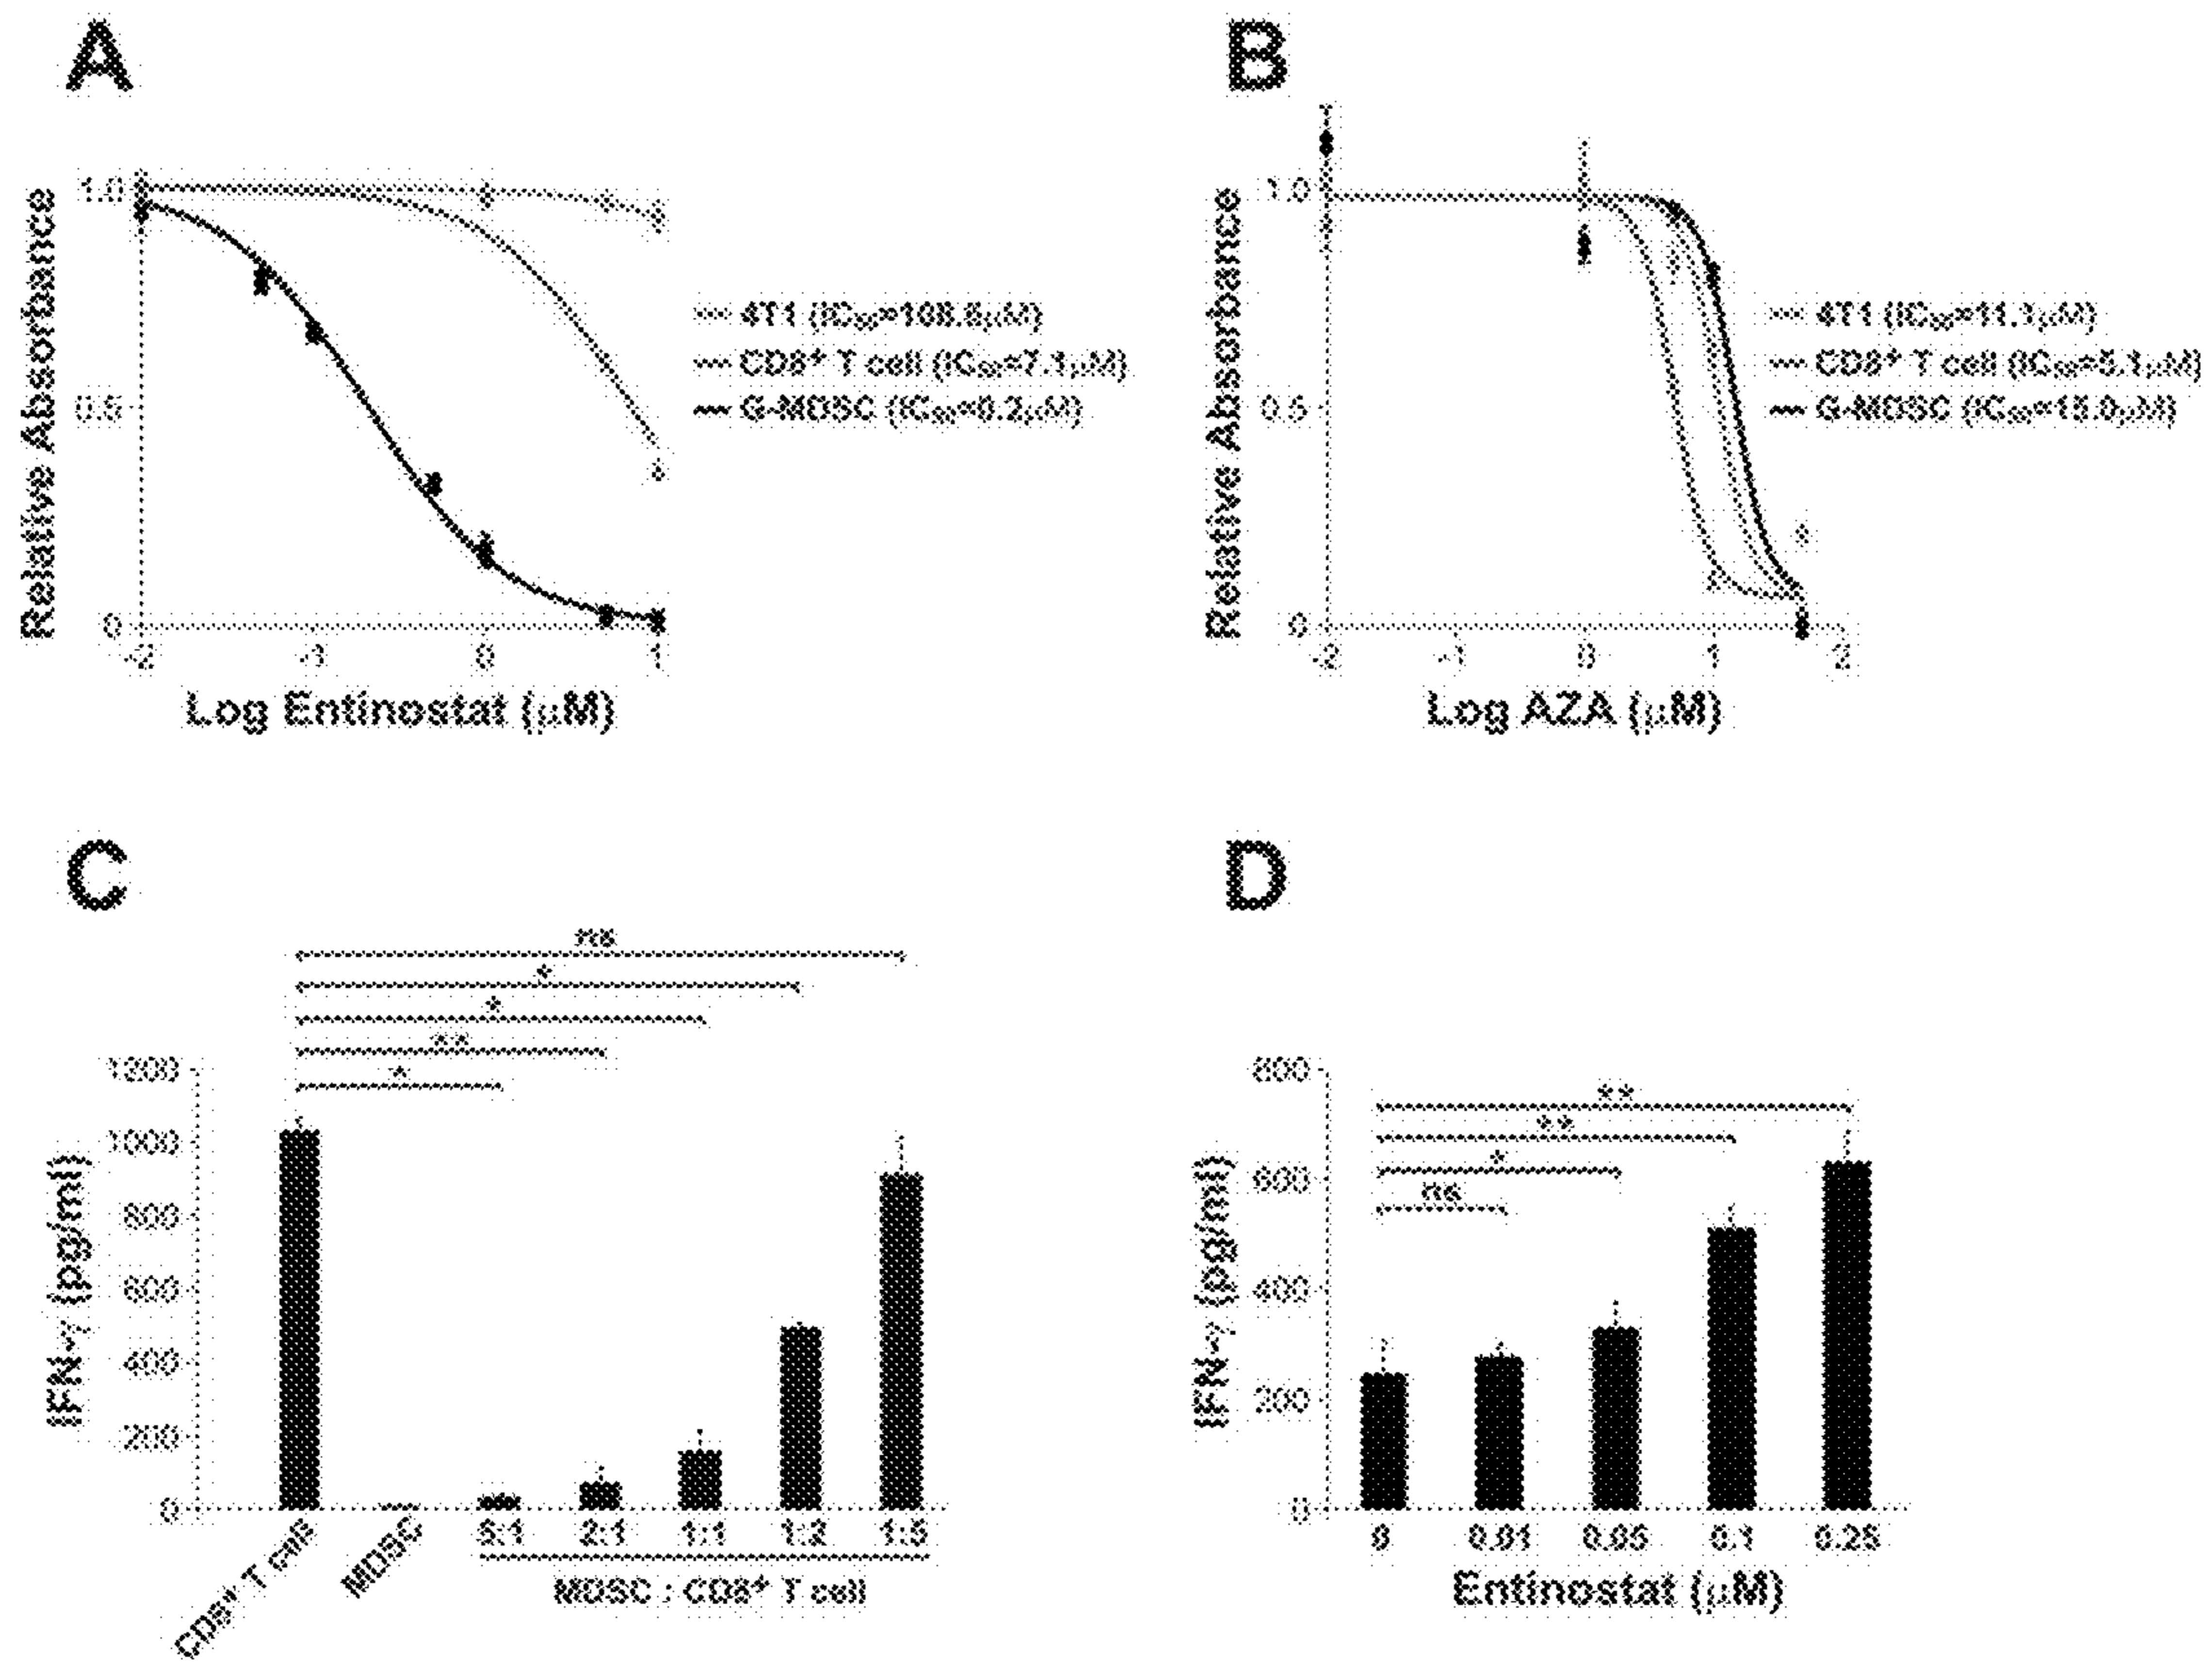 A
Relative Absorbance
1.0
0.5
0
-2 -1 0 1
Log Entinostat (μM)
4T1 (IC50=108.6μM)
CD8+ T cell (IC50=7.1μM)
G-MDSC (IC50=0.2μM)
B
Relative Absorbance
1.0
0.5
0
-2 -1 0 1 2
Log AZA (μM)
4T1 (IC50=11.1μM)
CD8+ T cell (IC50=5.1μM)
G-MDSC (IC50=15.0μM)
C
ns
*
*
**
*
IFN-γ (pg/ml)
1200
1000
800
600
400
200
0
CD8+ T cell
MDSC
5:1 2:1 1:1 1:2 1:5
MDSC : CD8+ T cell
D
**
**
*
ns
IFN-γ (pg/ml)
800
600
400
200
0
0 0.01 0.05 0.1 0.25
Entinostat (μM)